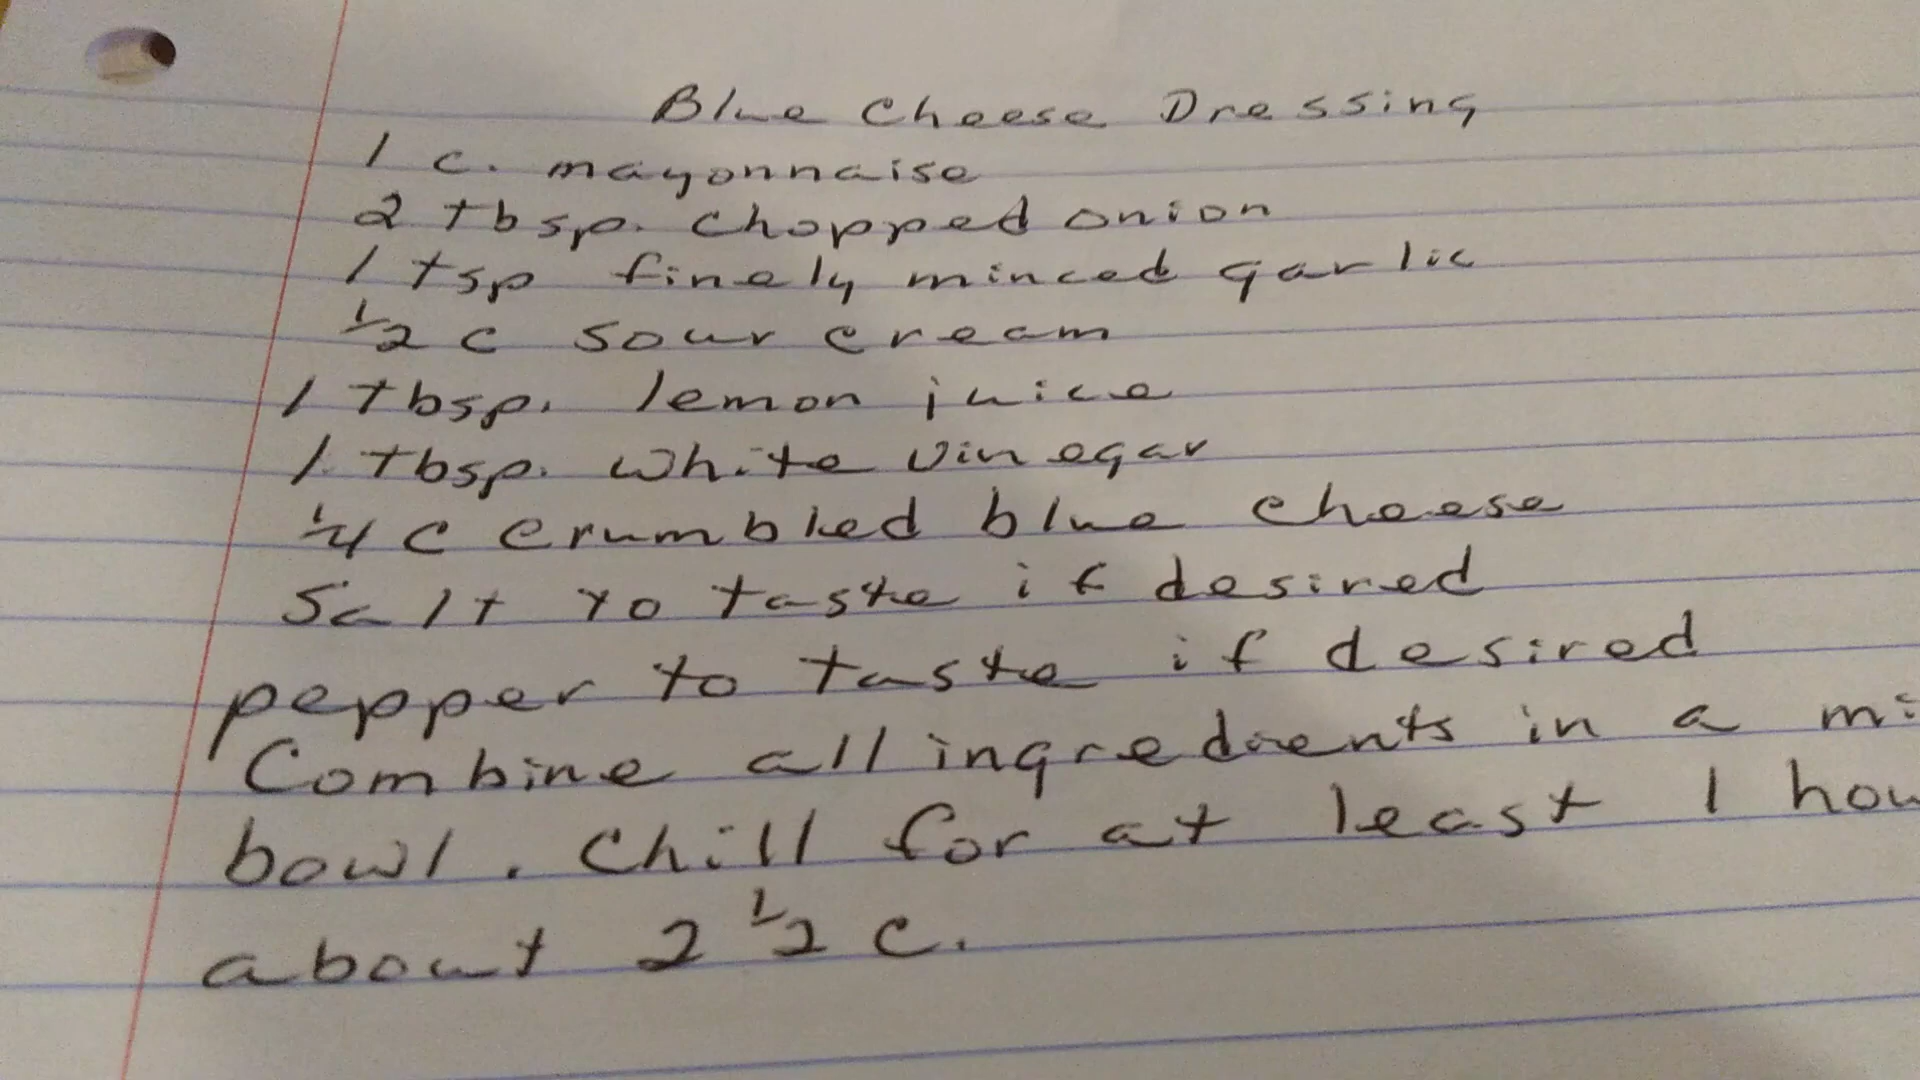 Blue Cheese Dressing
1 c. mayonnaise
2 tbsp. chopped onion
1 tsp finely minced garlic
1/2 c sour cream
1 Tbsp. lemon juice
1 tbsp. white vinegar
1/4 c crumbled blue cheese
Salt to taste if desired
pepper to taste if desired
Combine all ingredients in a
bowl. Chill for at least 1
about 2 1/2 c.